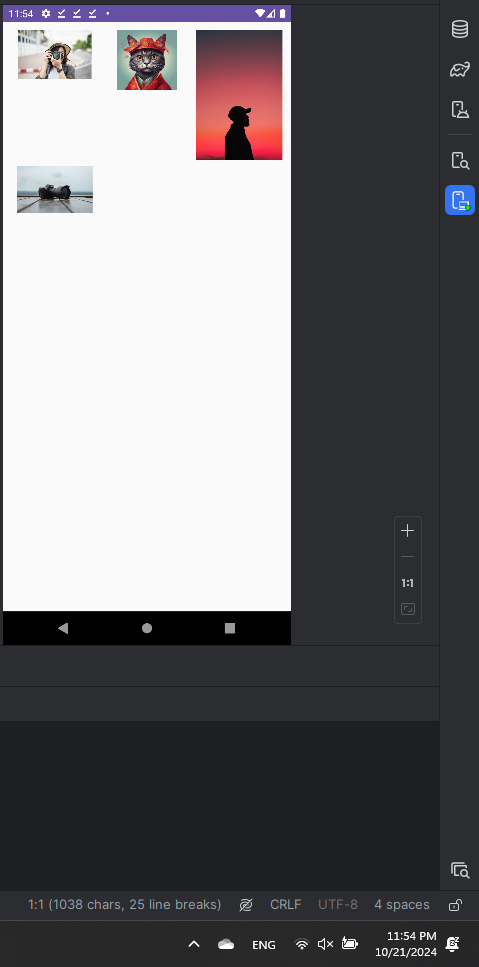 11:54
1:1
1:1 (1038 chars, 25 line breaks)
CRLF
UTF-8
4 spaces
ENG
11:54 PM
10/21/2024